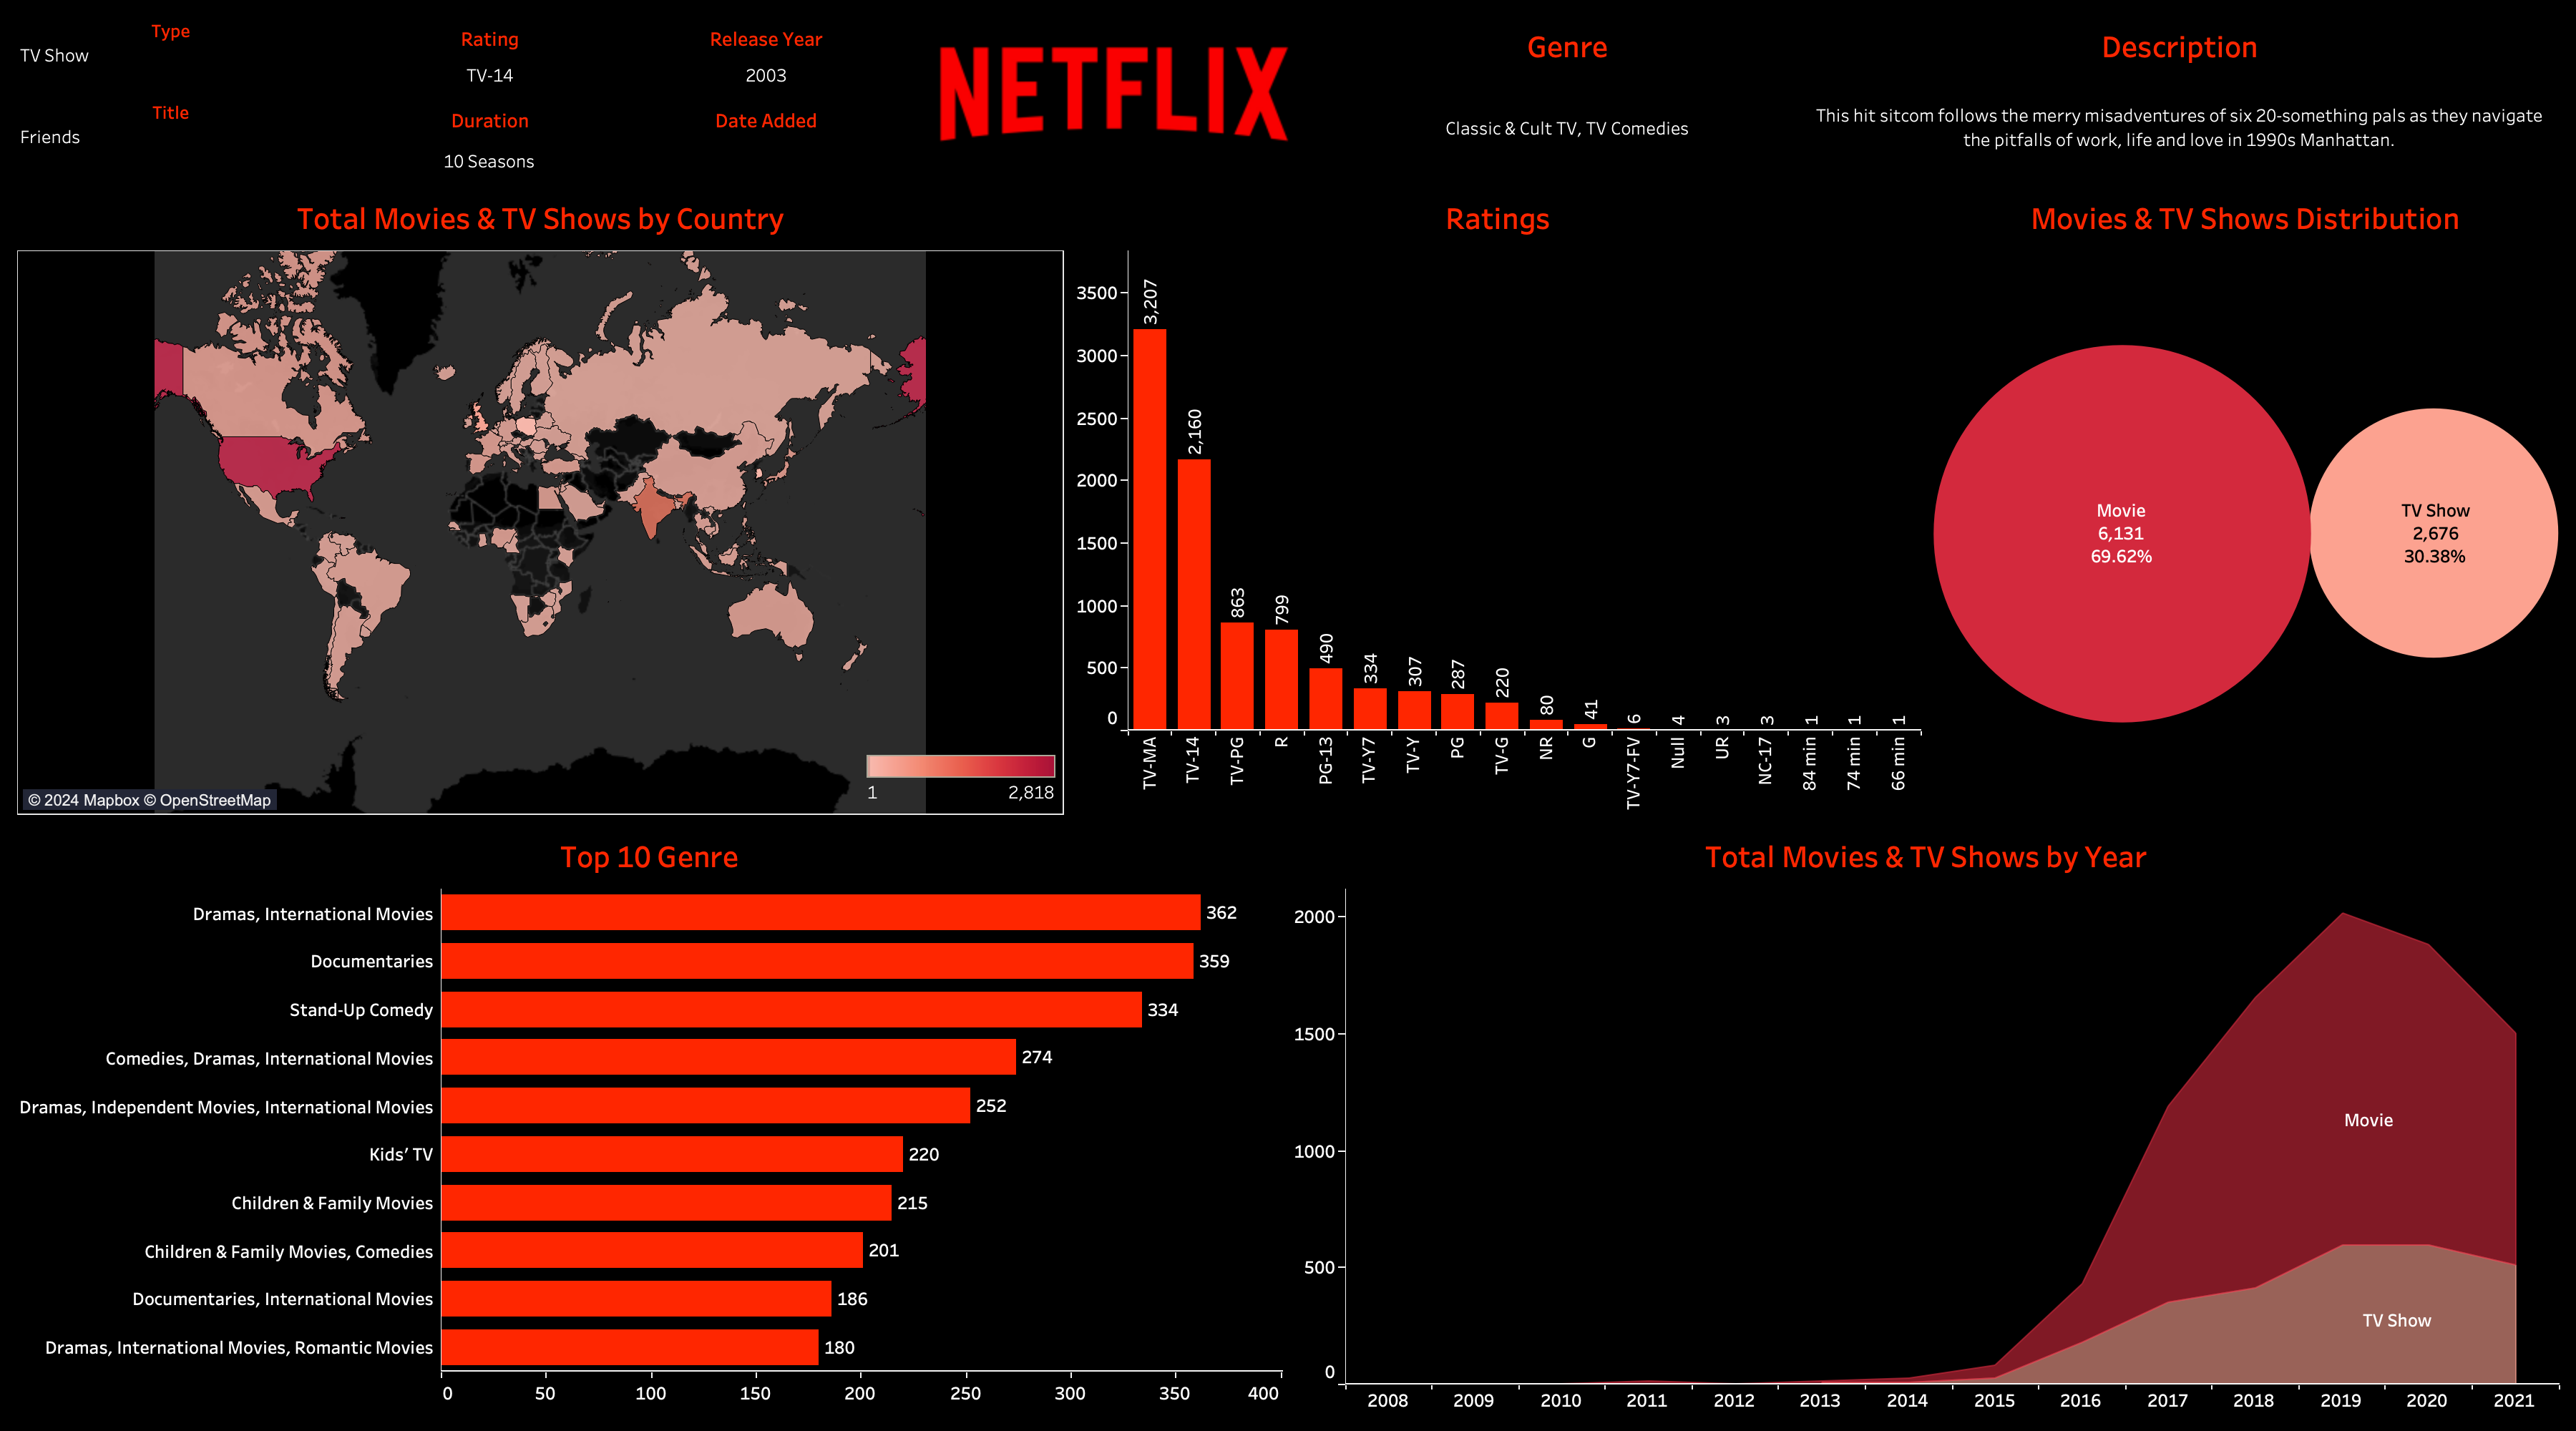 Type
TV Show
Title
Friends
Rating
TV-14
Duration
10 Seasons
Release Year
2003
Date Added
NETFLIX
Genre
Classic & Cult TV, TV Comedies
Description
This hit sitcom follows the merry misadventures of six 20-something pals as they navigate
the pitfalls of work, life and love in 1990s Manhattan.
Total Movies & TV Shows by Country
1
2,818
© 2024 Mapbox © OpenStreetMap
Ratings
3500
3000
2500
2000
1500
1000
500
0
3,207
2,160
863
799
490
334
307
287
220
80
41
6
4
3
3
1
1
1
TV-MA
TV-14
TV-PG
R
PG-13
TV-Y7
TV-Y
PG
TV-G
NR
G
TV-Y7-FV
Null
UR
NC-17
84 min
74 min
66 min
Movies & TV Shows Distribution
Movie
6,131
69.62%
TV Show
2,676
30.38%
Top 10 Genre
Dramas, International Movies
362
Documentaries
359
Stand-Up Comedy
334
Comedies, Dramas, International Movies
274
Dramas, Independent Movies, International Movies
252
Kids’ TV
220
Children & Family Movies
215
Children & Family Movies, Comedies
201
Documentaries, International Movies
186
Dramas, International Movies, Romantic Movies
180
0 50 100 150 200 250 300 350 400
Total Movies & TV Shows by Year
2000
1500
1000
500
0
Movie
TV Show
2008 2009 2010 2011 2012 2013 2014 2015 2016 2017 2018 2019 2020 2021